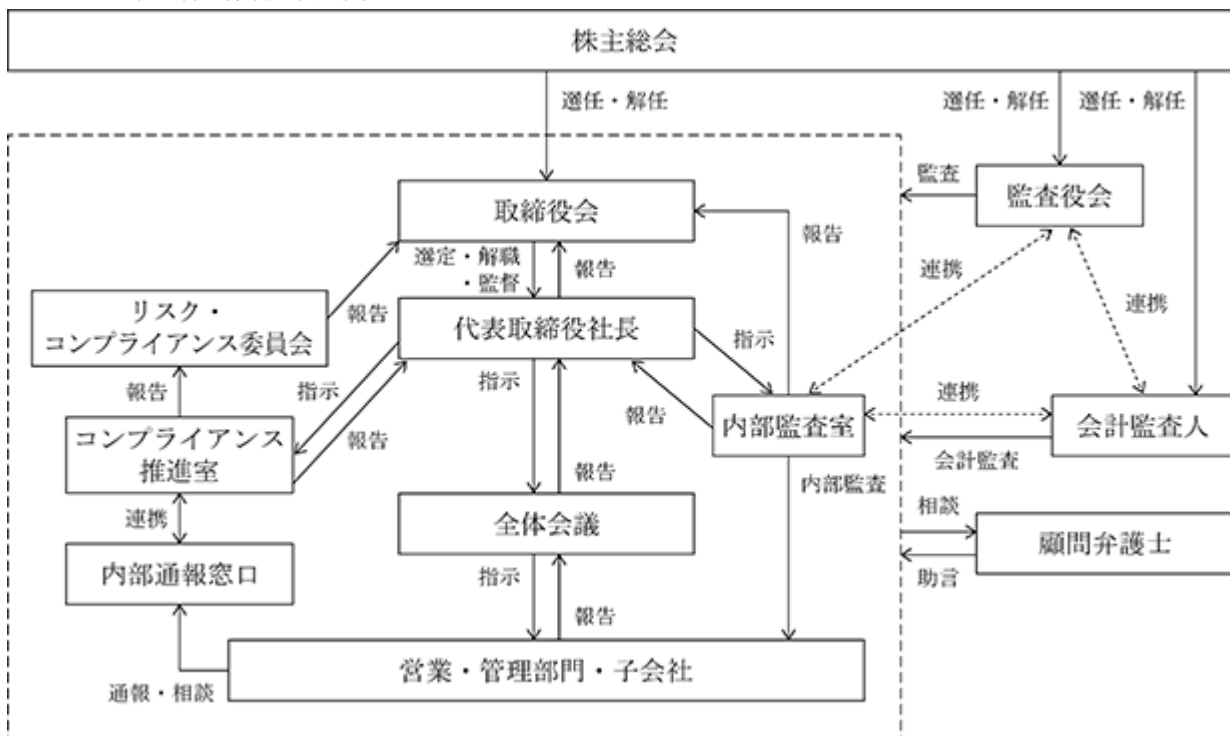 株主総会
選任・解任
選任・解任
選任・解任
監査
監査役会
取締役会
報告
選定・解職
・監督
報告
連携
連携
リスク・
コンプライアンス委員会
報告
代表取締役社長
指示
報告
指示
指示
報告
連携
コンプライアンス
推進室
報告
内部監査室
会計監査人
会計監査
報告
内部監査
連携
全体会議
相談
顧問弁護士
内部通報窓口
指示
助言
報告
営業・管理部門・子会社
通報・相談